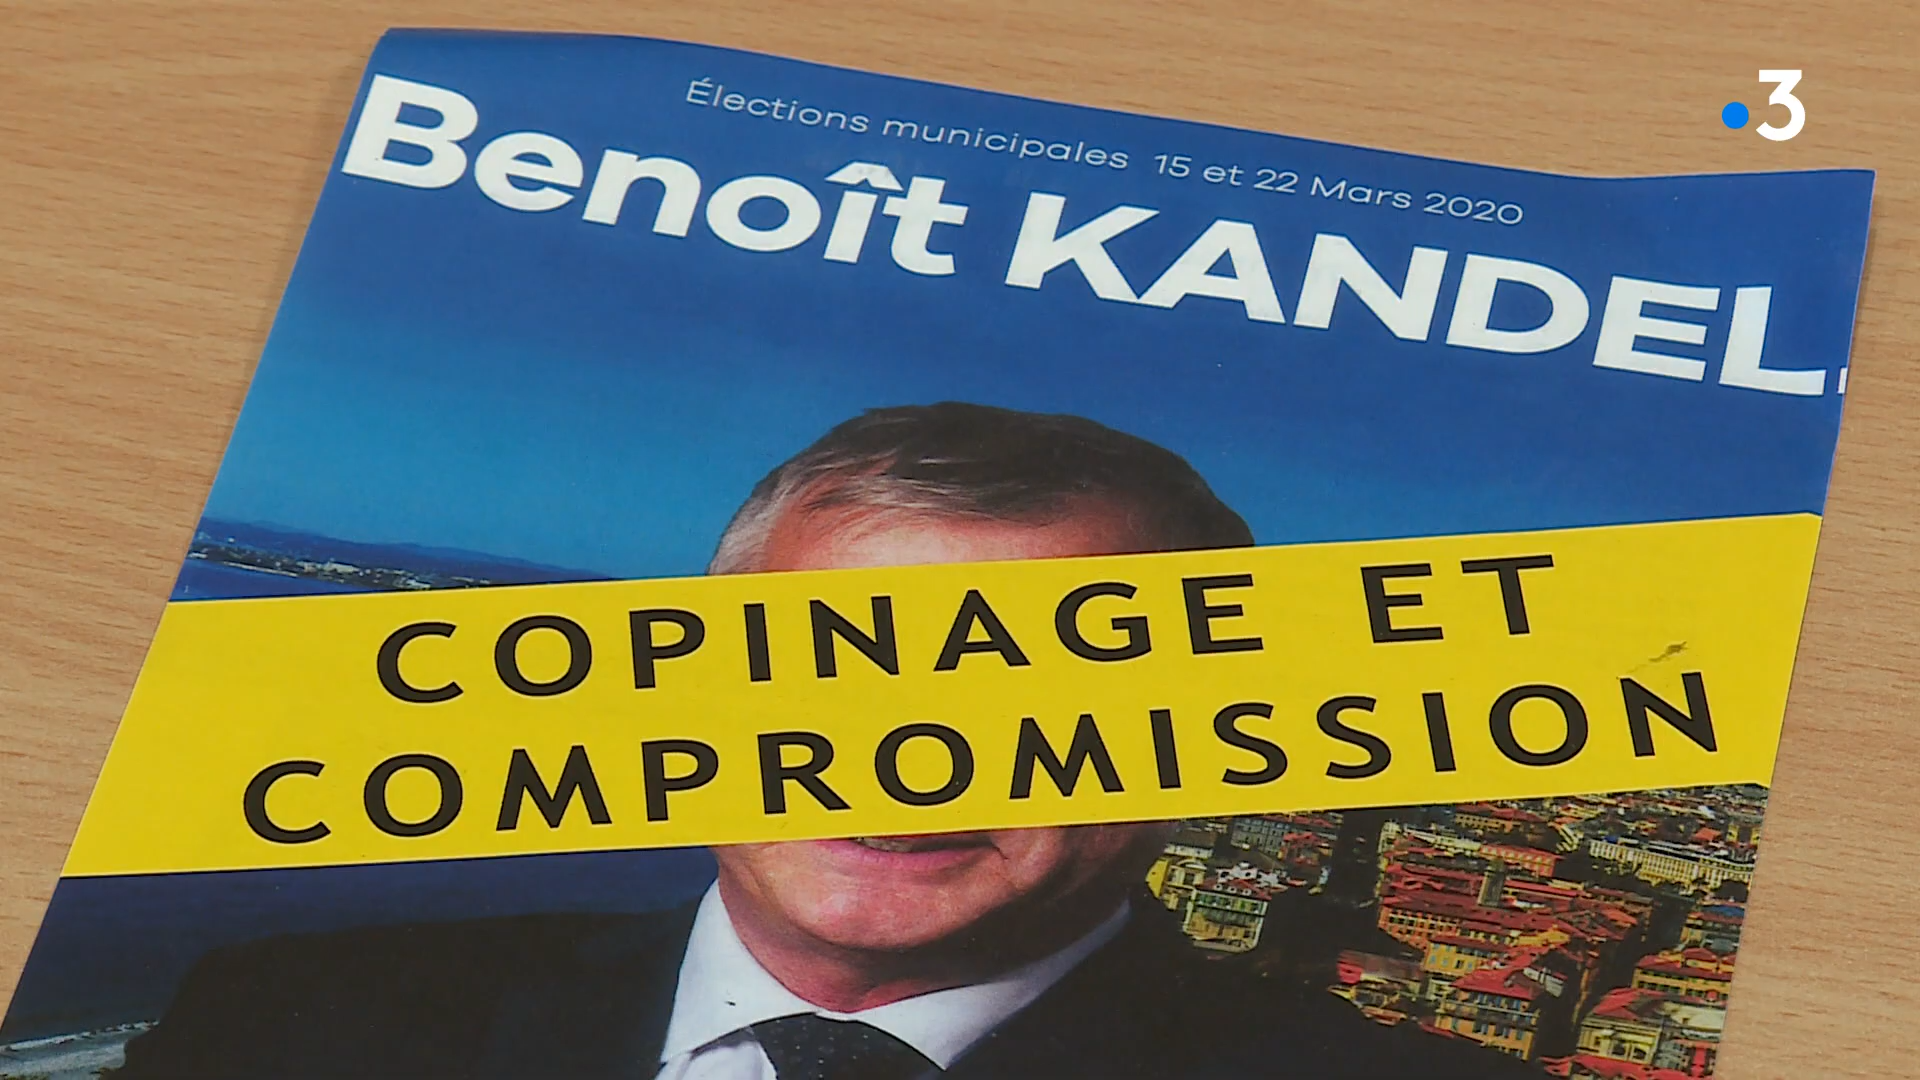 3
Élections municipales 15 et 22 Mars 2020
Benoît KANDEL.
COPINAGE ET
COMPROMISSION